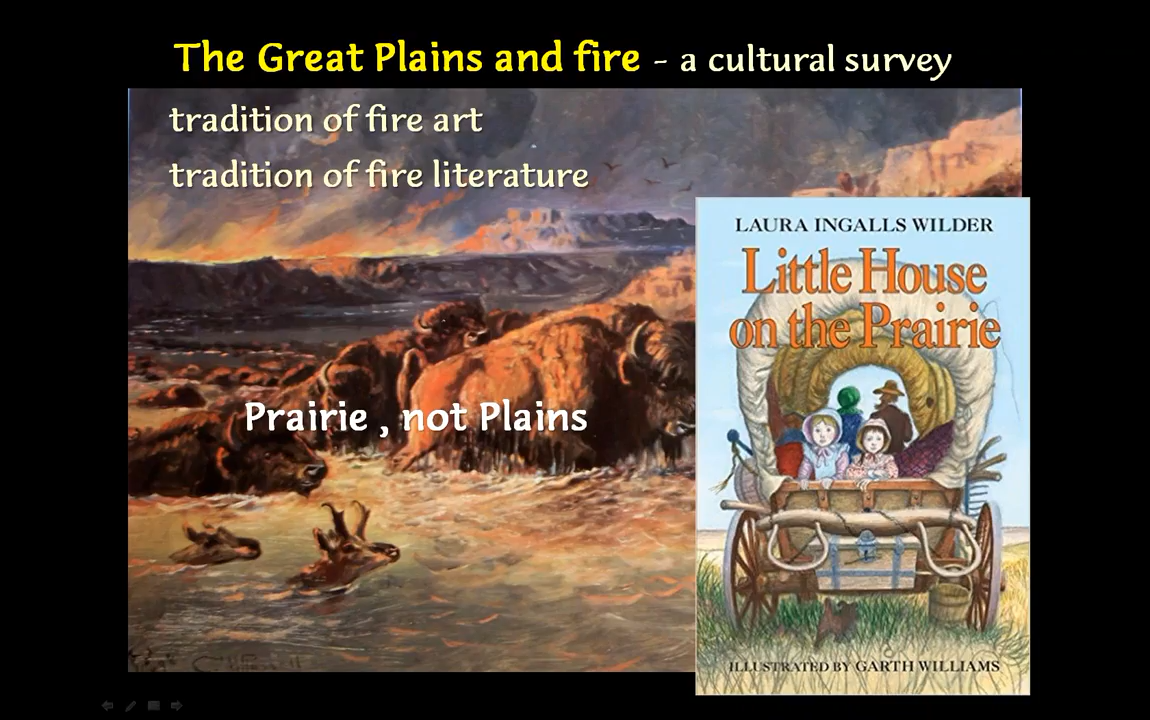 The Great Plains and fire - a cultural survey
tradition of fire art
tradition of fire literature
Prairie , not Plains
LAURA INGALLS WILDER
Little House
on the Prairie
ILLUSTRATED BY GARTH WILLIAMS